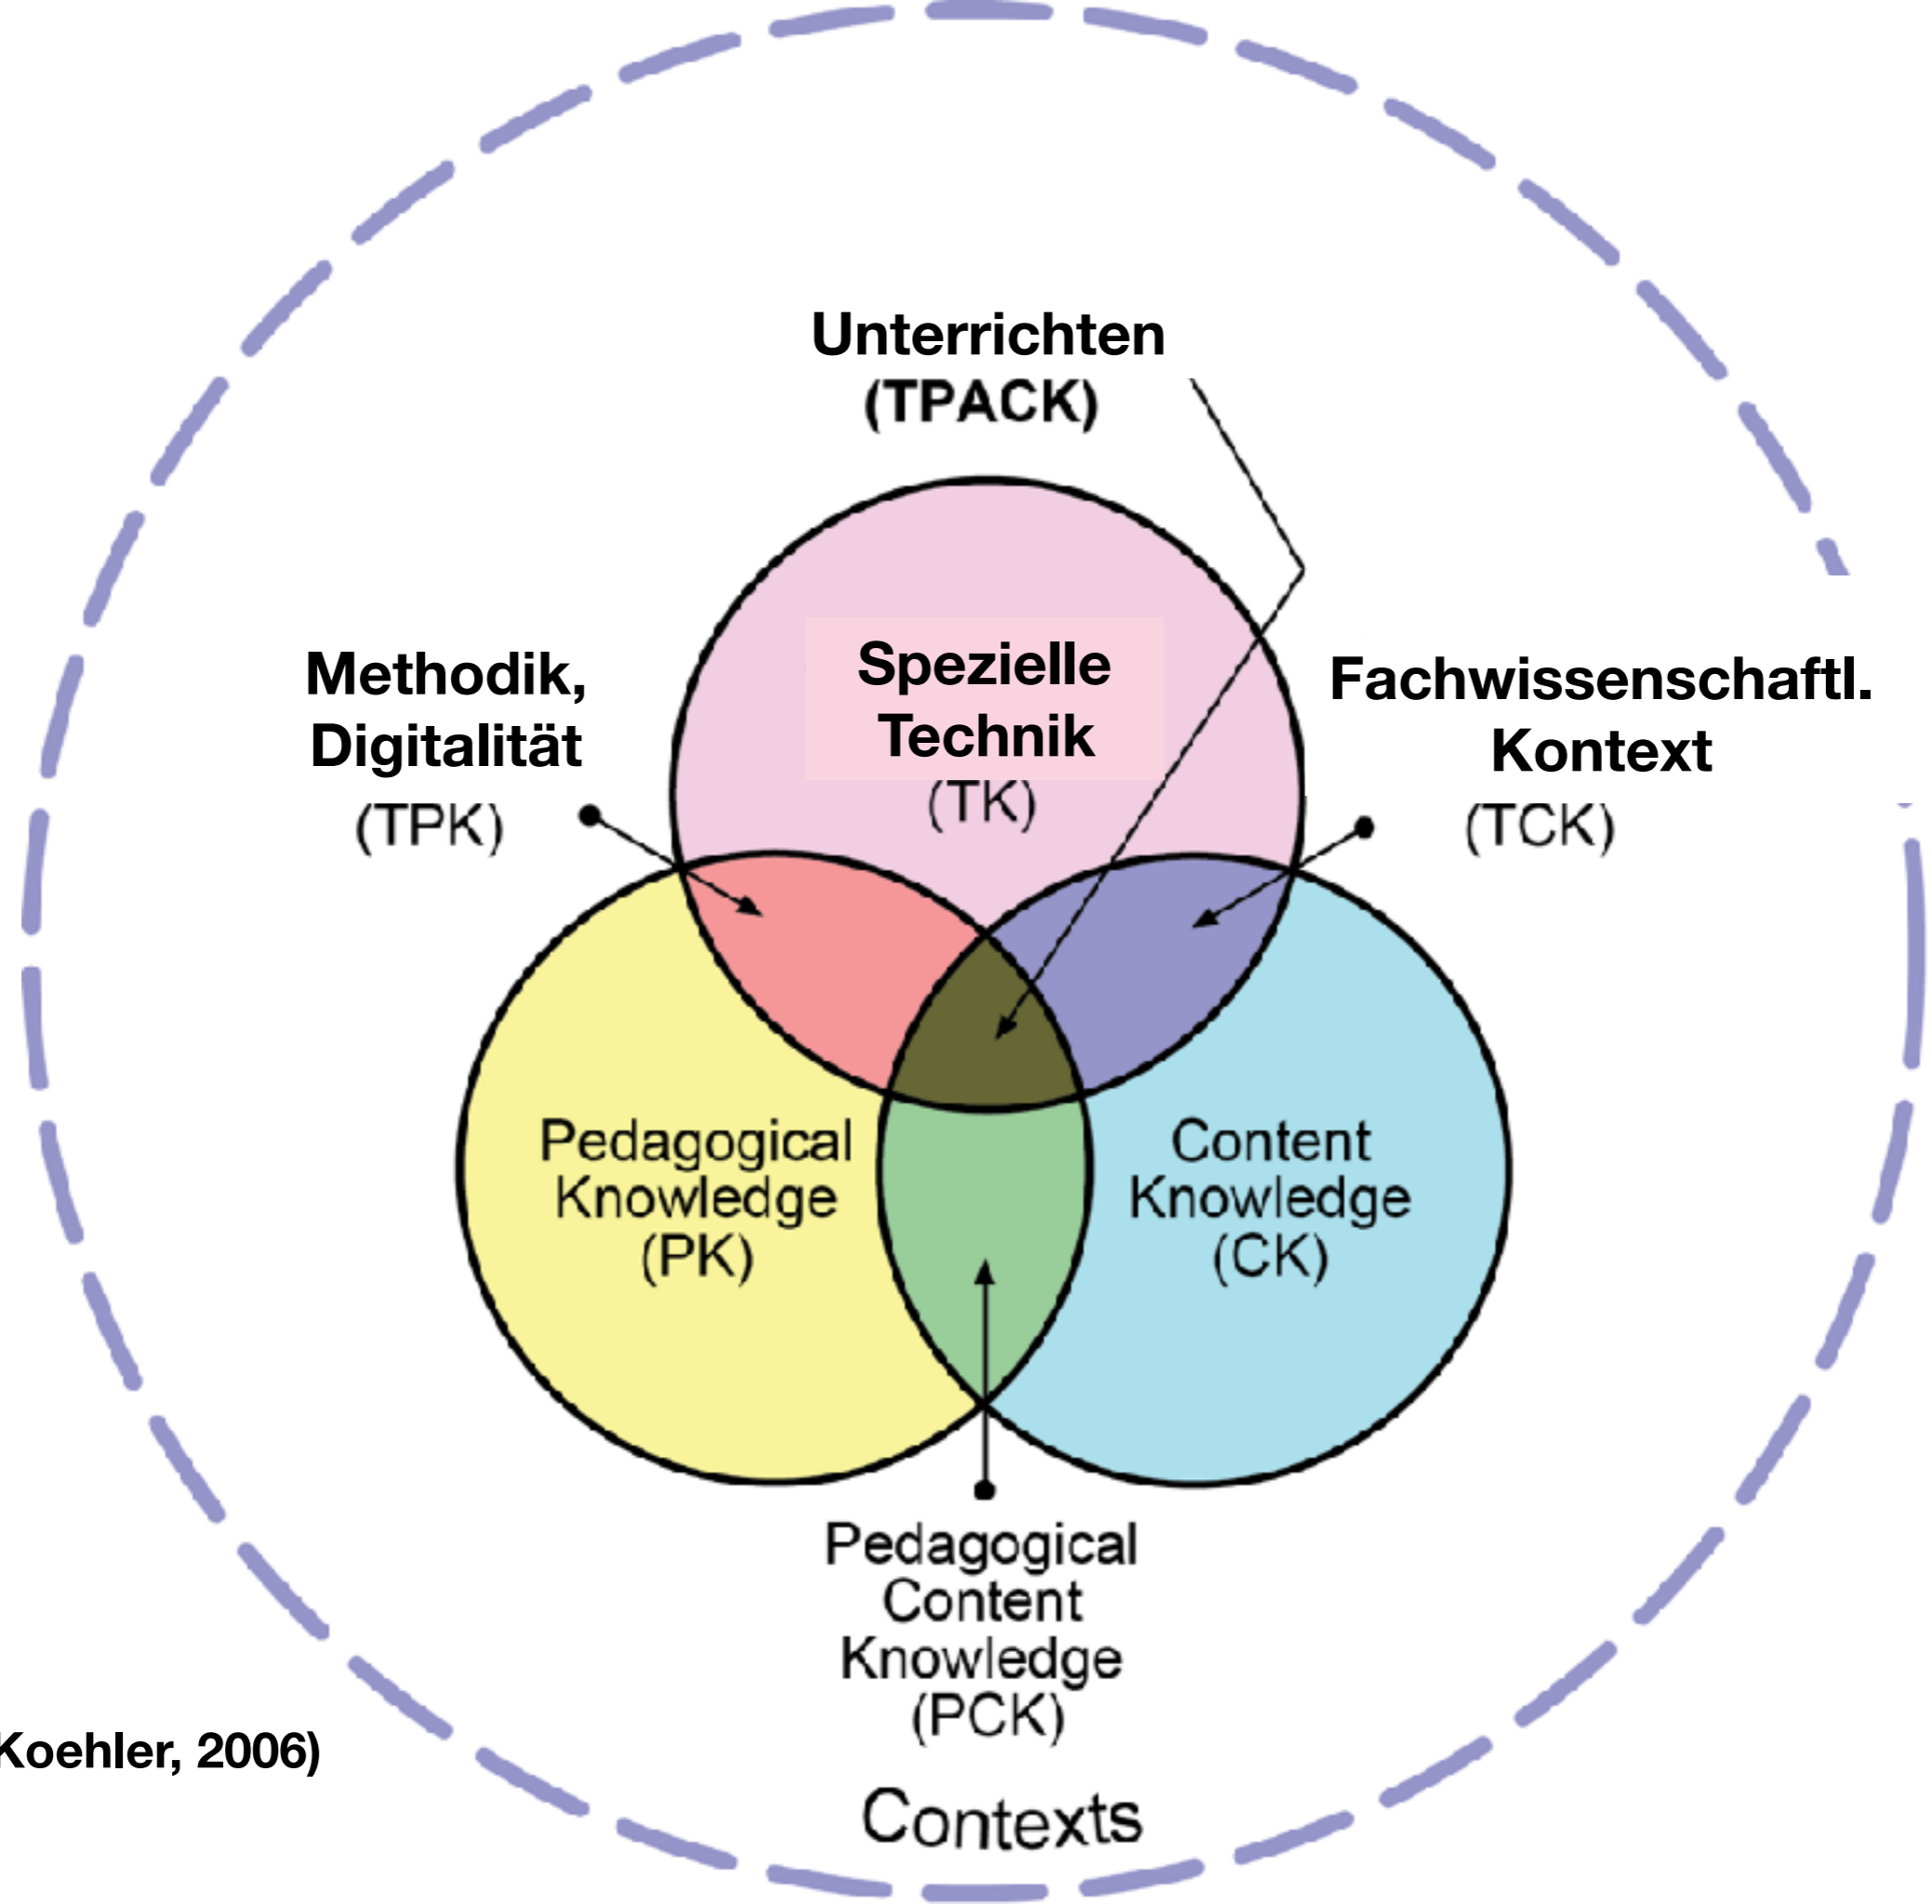 Unterrichten
(TPACK)
Methodik,
Digitalität
(TPK)
Spezielle
Technik
(TK)
Fachwissenschaftl.
Kontext
(TCK)
Pedagogical
Knowledge
(PK)
Content
Knowledge
(CK)
Pedagogical
Content
Knowledge
(PCK)
Koehler, 2006)
Contexts